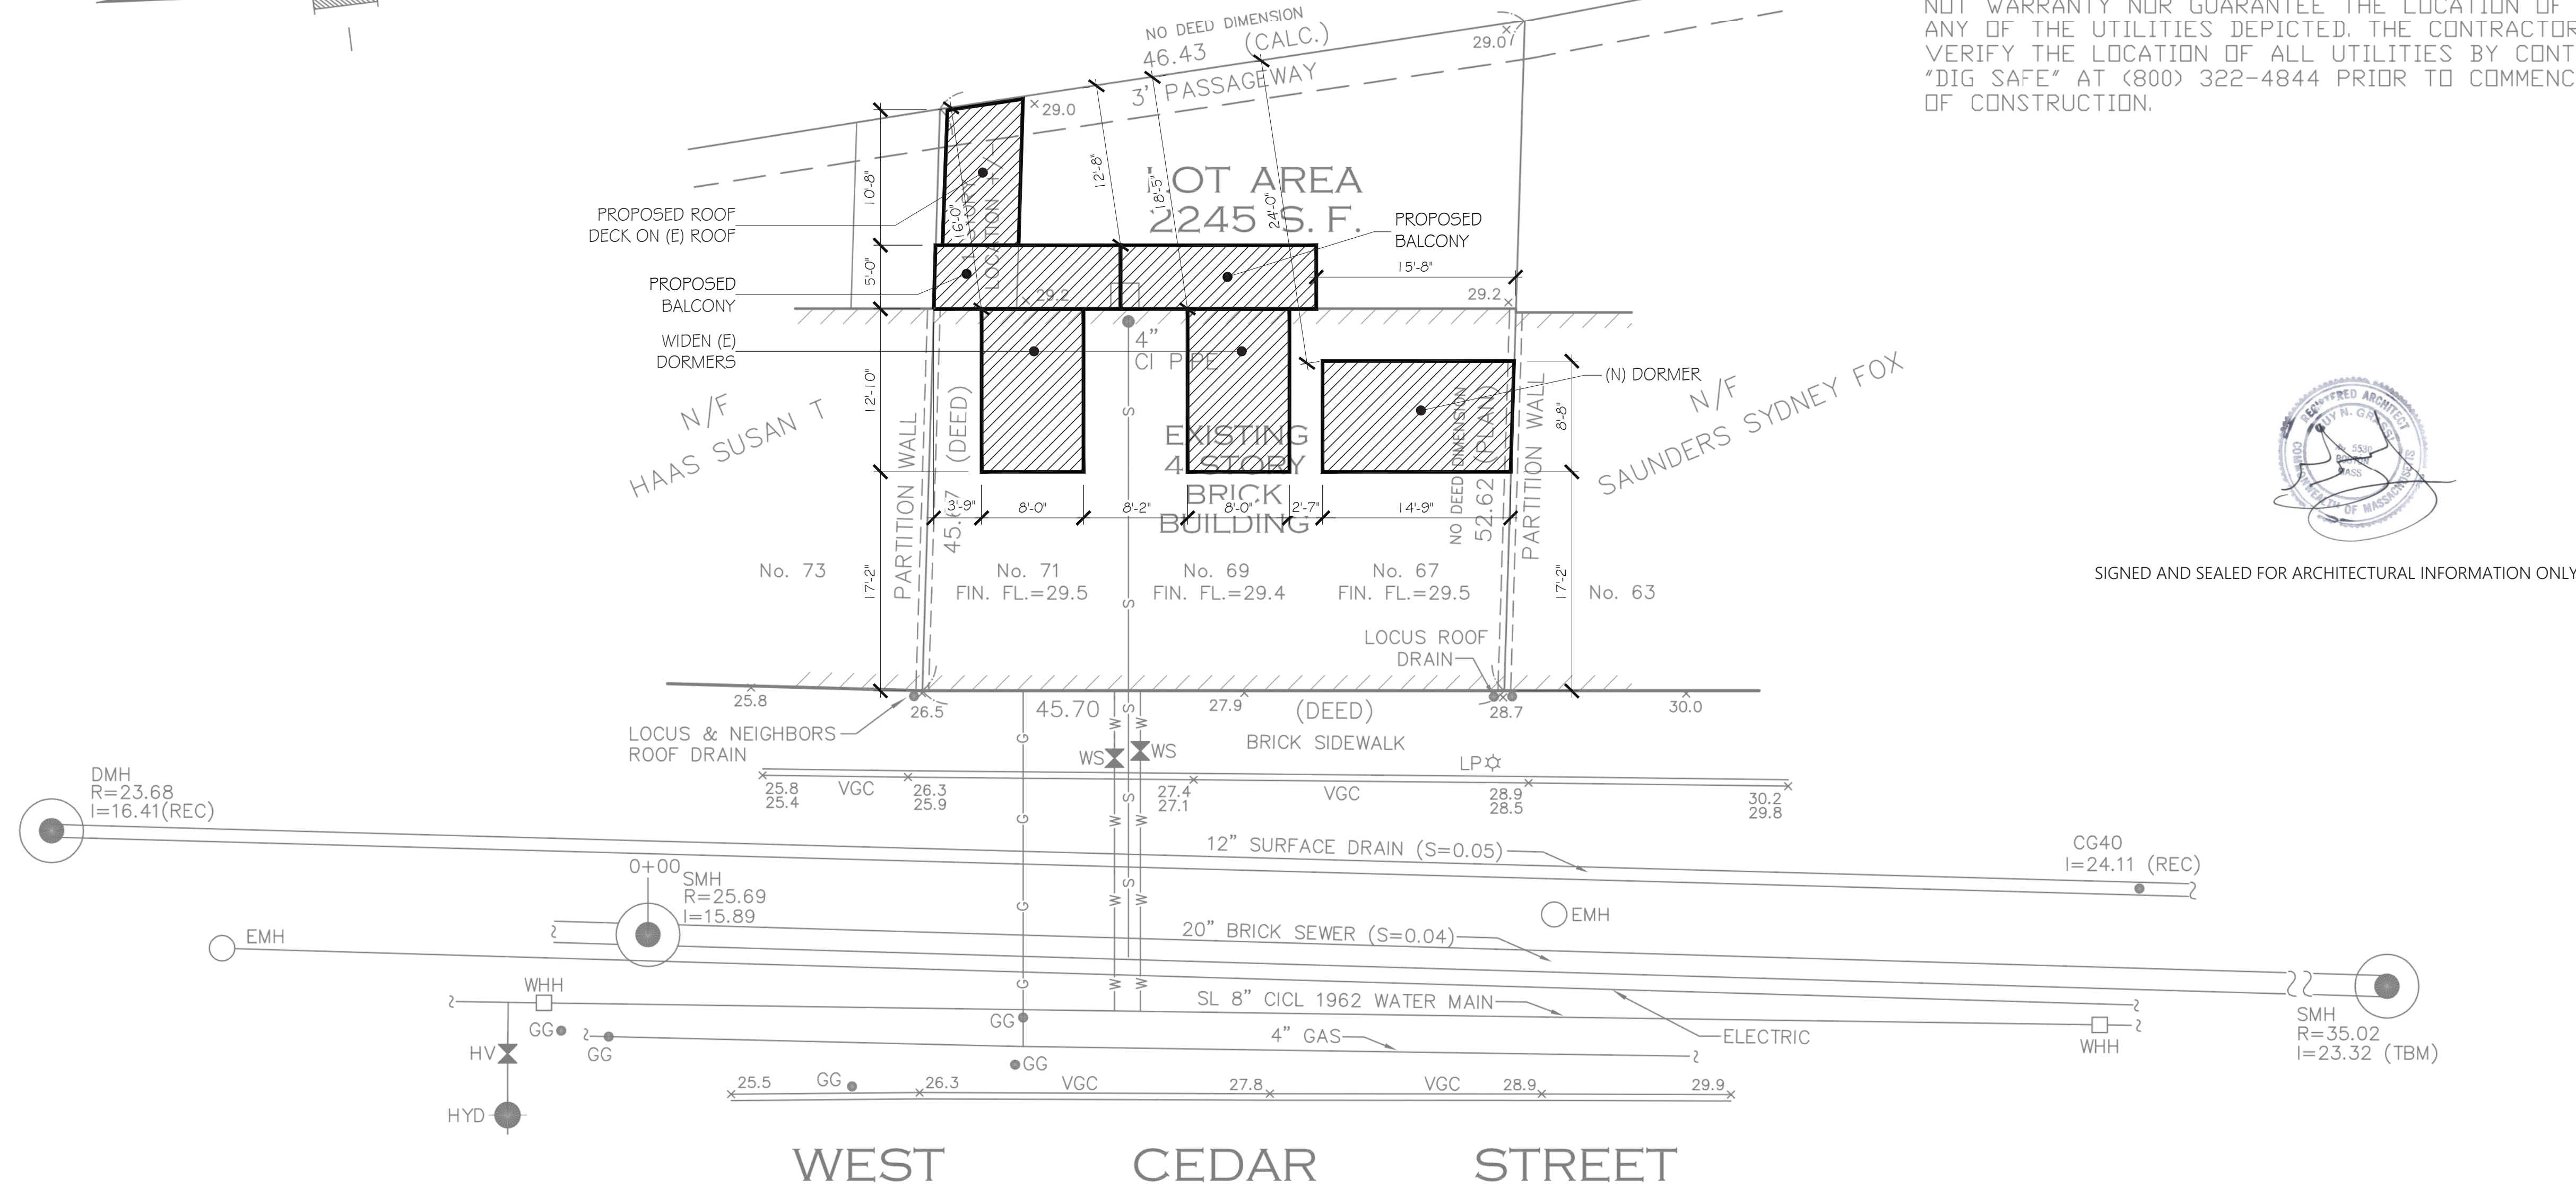 NOT WARRANTY NOR GUARANTEE THE LOCATION OF
ANY OF THE UTILITIES DEPICTED. THE CONTRACTOR
VERIFY THE LOCATION OF ALL UTILITIES BY CONT
"DIG SAFE" AT (800) 322-4844 PRIOR TO COMMENC
OF CONSTRUCTION.
NO DEED DIMENSION
46.43 (CALC.)
3' PASSAGEWAY
29.0
29.0
LOT AREA
2245 S. F.
12'-8"
18'-5"
24'-0"
16'-0"
10'-8"
5'-0"
12'-10"
17'-2"
PROPOSED ROOF
DECK ON (E) ROOF
PROPOSED
BALCONY
WIDEN (E)
DORMERS
PROPOSED
BALCONY
15'-8"
29.2
29.2
4"
CI PIPE
(N) DORMER
8'-8"
17'-2"
N/F
HAAS SUSAN T
N/F
SAUNDERS SYDNEY FOX
PARTITION WALL
(DEED)
EXISTING
4 STORY
BRICK
BUILDING
NO DEED DIMENSION
52.62 (PLAN)
PARTITION WALL
3'-9"
8'-0"
8'-2"
8'-0"
2'-7"
14'-9"
No. 73
No. 71
FIN. FL.=29.5
No. 69
FIN. FL.=29.4
No. 67
FIN. FL.=29.5
No. 63
REGISTERED ARCHITECT
GUY N. GRASSI
No. 5530
BOSTON
MASS
COMMONWEALTH OF MASSACHUSETTS
SIGNED AND SEALED FOR ARCHITECTURAL INFORMATION ONLY
LOCUS ROOF
DRAIN
25.8
26.5
45.70
27.9
(DEED)
28.7
30.0
LOCUS & NEIGHBORS
ROOF DRAIN
BRICK SIDEWALK
WS
WS
LP
25.8
25.4
VGC
26.3
25.9
27.4
27.1
VGC
28.9
28.5
30.2
29.8
G
G
G
G
W
W
W
W
W
W
S
S
S
S
S
DMH
R=23.68
I=16.41(REC)
12" SURFACE DRAIN (S=0.05)
CG40
I=24.11 (REC)
0+00
SMH
R=25.69
I=15.89
EMH
EMH
20" BRICK SEWER (S=0.04)
WHH
SL 8" CICL 1962 WATER MAIN
GG
GG
GG
GG
GG
HV
HYD
4" GAS
ELECTRIC
WHH
SMH
R=35.02
I=23.32 (TBM)
25.5
26.3
VGC
27.8
VGC
28.9
29.9
WEST CEDAR STREET